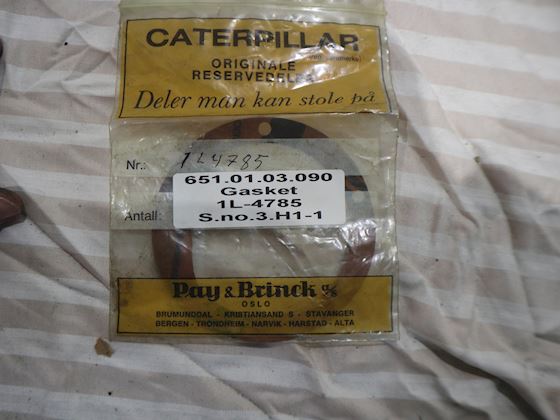 CATERPILLAR
ORIGINALE
RESERVEDELER
Deler man kan stole på
Nr.: 1L4785
651.01.03.090
Gasket
1L-4785
Antall:
S.no.3.H1-1
Pay & Brinck a/s
OSLO
BRUMUNDDAL - KRISTIANSAND S - STAVANGER
BERGEN - TRONDHEIM - NARVIK - HARSTAD - ALTA